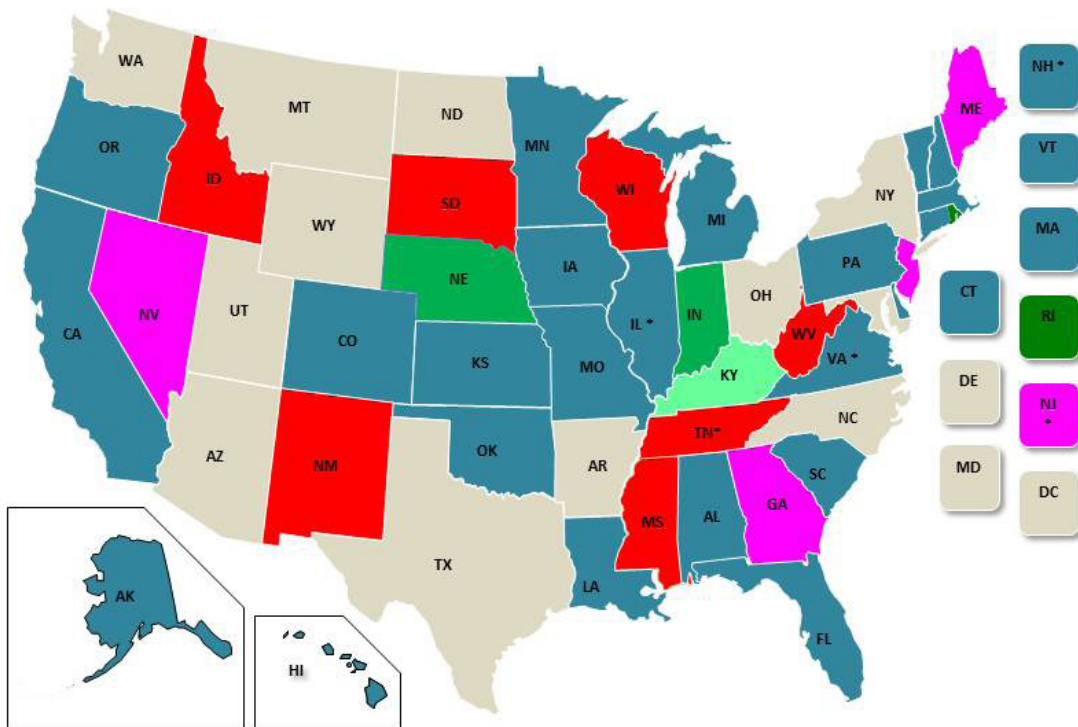 WA
MT
ND
MN
ME
NH *
OR
ID
SD
WI
MI
NY
VT
WY
NE
IA
PA
MA
NV
UT
CO
KS
MO
IL *
IN
OH
WV
VA *
CT
RI
CA
KY
DE
NJ
*
AZ
NM
OK
AR
TN*
NC
MD
DC
TX
LA
MS
AL
GA
SC
FL
AK
HI